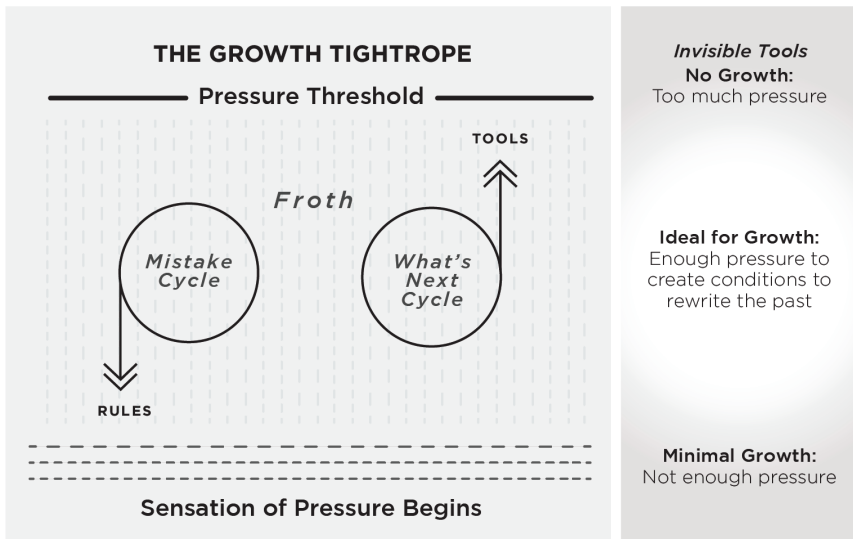 THE GROWTH TIGHTROPE
Pressure Threshold
TOOLS
Froth
Mistake
Cycle
What's
Next
Cycle
RULES
Sensation of Pressure Begins
Invisible Tools
No Growth:
Too much pressure
Ideal for Growth:
Enough pressure to
create conditions to
rewrite the past
Minimal Growth:
Not enough pressure